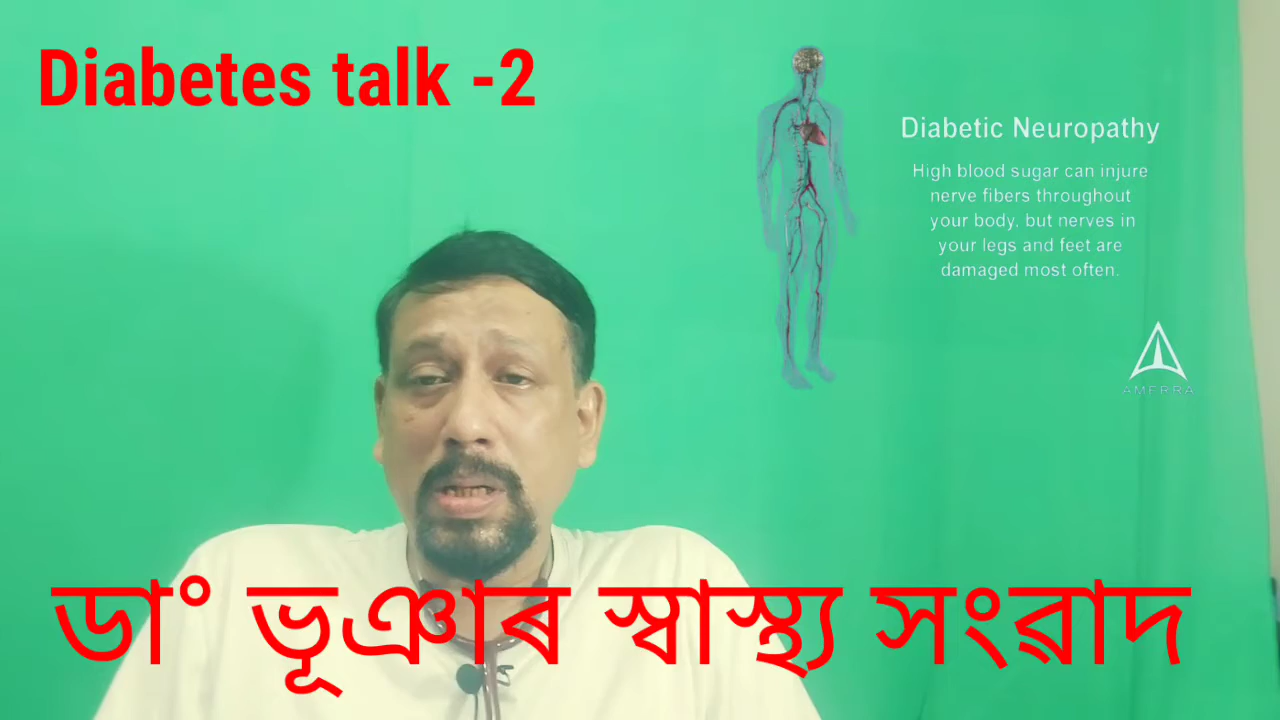 Diabetes talk -2
Diabetic Neuropathy
High blood sugar can injure
nerve fibers throughout
your body. but nerves in
your legs and feet are
damaged most often.
AMERRA
ডা° ভূঞাৰ স্বাস্থ্য সংৱাদ